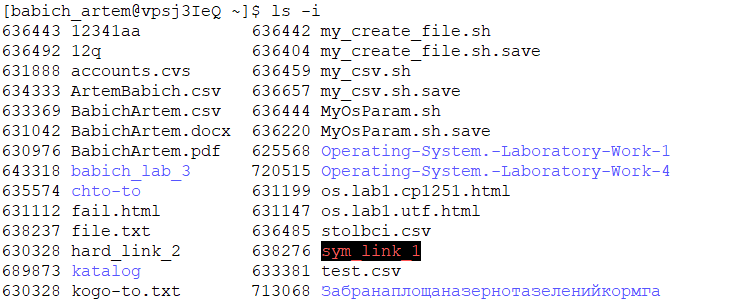 [babich_artem@vpsj3IeQ ~]$ ls -i
636443 12341aa 636442 my_create_file.sh
636492 12q 636404 my_create_file.sh.save
631888 accounts.cvs 636459 my_csv.sh
634333 ArtemBabich.csv 636657 my_csv.sh.save
633369 BabichArtem.csv 636444 MyOsParam.sh
631042 BabichArtem.docx 636220 MyOsParam.sh.save
630976 BabichArtem.pdf 625568 Operating-System.-Laboratory-Work-1
643318 babich_lab_3 720515 Operating-System.-Laboratory-Work-4
635574 chto-to 631199 os.lab1.cp1251.html
631112 fail.html 631147 os.lab1.utf.html
638237 file.txt 636485 stolbci.csv
630328 hard_link_2 638276 sym_link_1
689873 katalog 633381 test.csv
630328 kogo-to.txt 713068 Забранаплощаназернотазеленийкормга